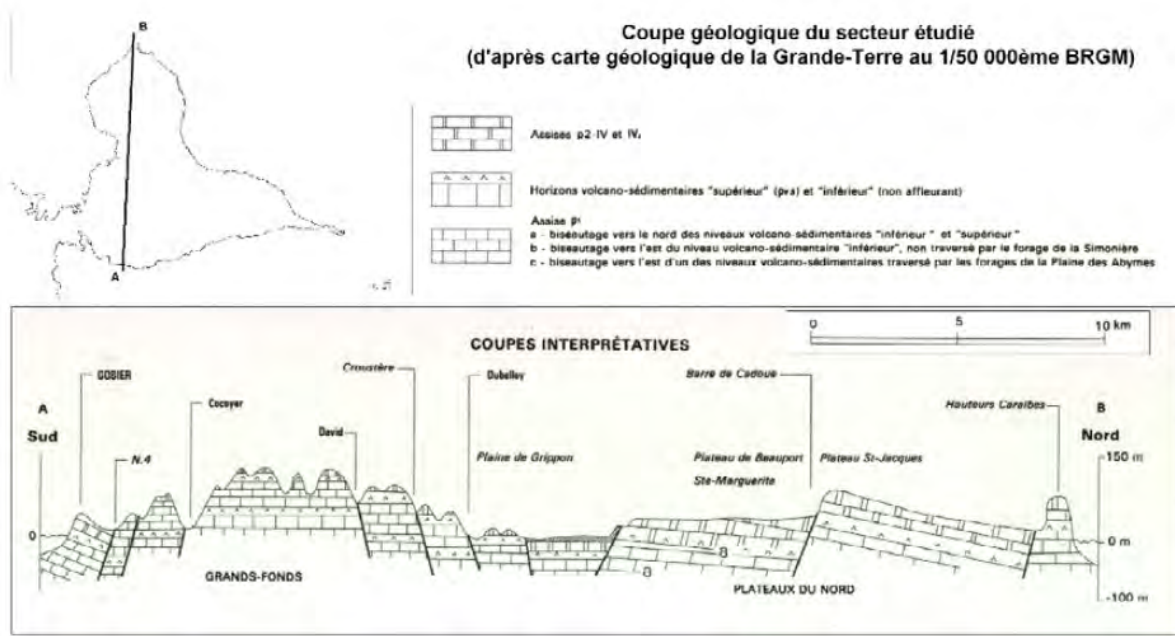 B
A
Coupe géologique du secteur étudié
(d'après carte géologique de la Grande-Terre au 1/50 000ème BRGM)
Assises p2-IV et IV₁
Horizons volcano-sédimentaires "supérieur" (pva) et "inférieur" (non affleurant)
Assise p¹
a - biseautage vers le nord des niveaux volcano-sédimentaires "inférieur" et "supérieur"
b - biseautage vers l'est du niveau volcano-sédimentaire "inférieur", non traversé par le forage de la Simonière
c - biseautage vers l'est d'un des niveaux volcano-sédimentaires traversé par les forages de la Plaine des Abymes
0 5 10 km
COUPES INTERPRÉTATIVES
GOSIER
Cocoyer
David
Croustère
Dubelloy
Barre de Cadoue
Hauteurs Caraïbes
A
Sud
N.4
Plaine de Grippon
Plateau de Beauport
Ste-Marguerite
Plateau St-Jacques
B
Nord
150 m
0
0 m
-100 m
a
a
GRANDS-FONDS
PLATEAUX DU NORD